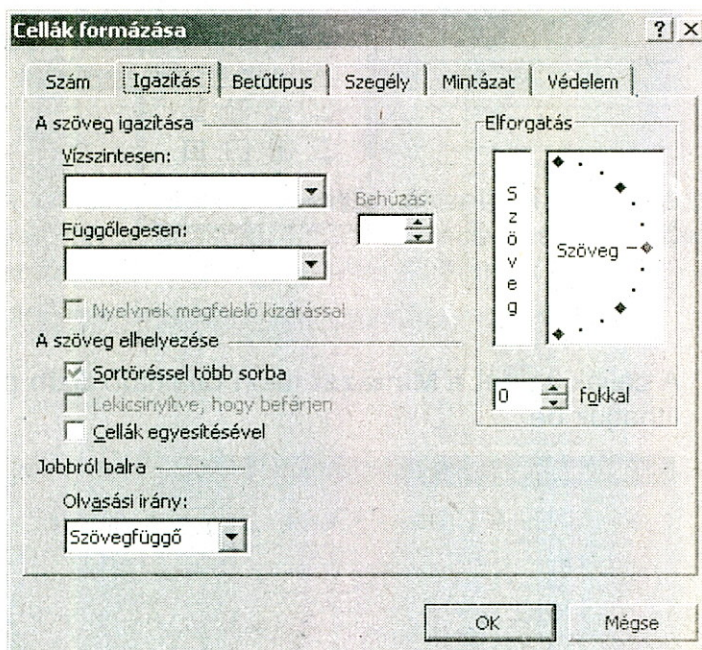 Cellák formázása
Szám Igazítás Betűtípus Szegély Mintázat Védelem
A szöveg igazítása
Vízszintesen:
Behúzás:
Függőlegesen:
Nyelvnek megfelelő kizárással
A szöveg elhelyezése
Sortöréssel több sorba
Lekicsinyítve, hogy beférjen
Cellák egyesítésével
Jobbról balra
Olvasási irány:
Szövegfüggő
Elforgatás
Szöveg
Szöveg
0 fokkal
OK Mégse